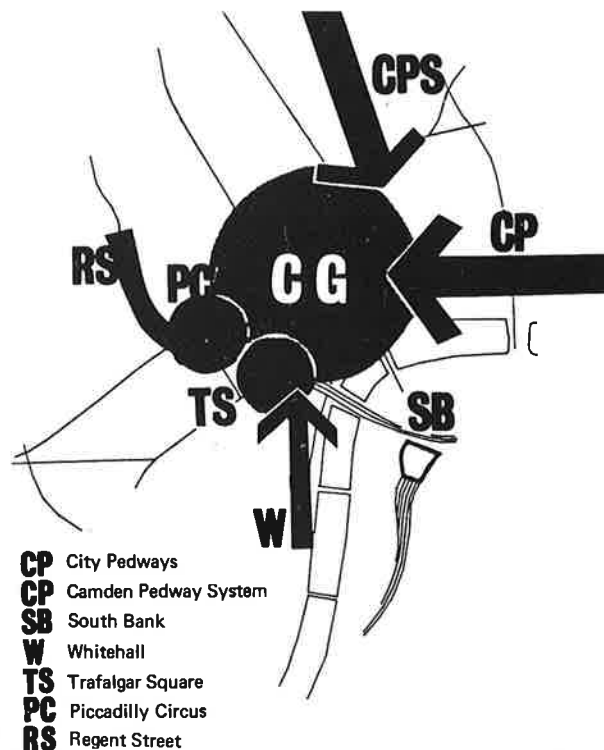 CPS
CP
RS
PC
C G
TS
SB
W
CP City Pedways
CP Camden Pedway System
SB South Bank
W Whitehall
TS Trafalgar Square
PC Piccadilly Circus
RS Regent Street